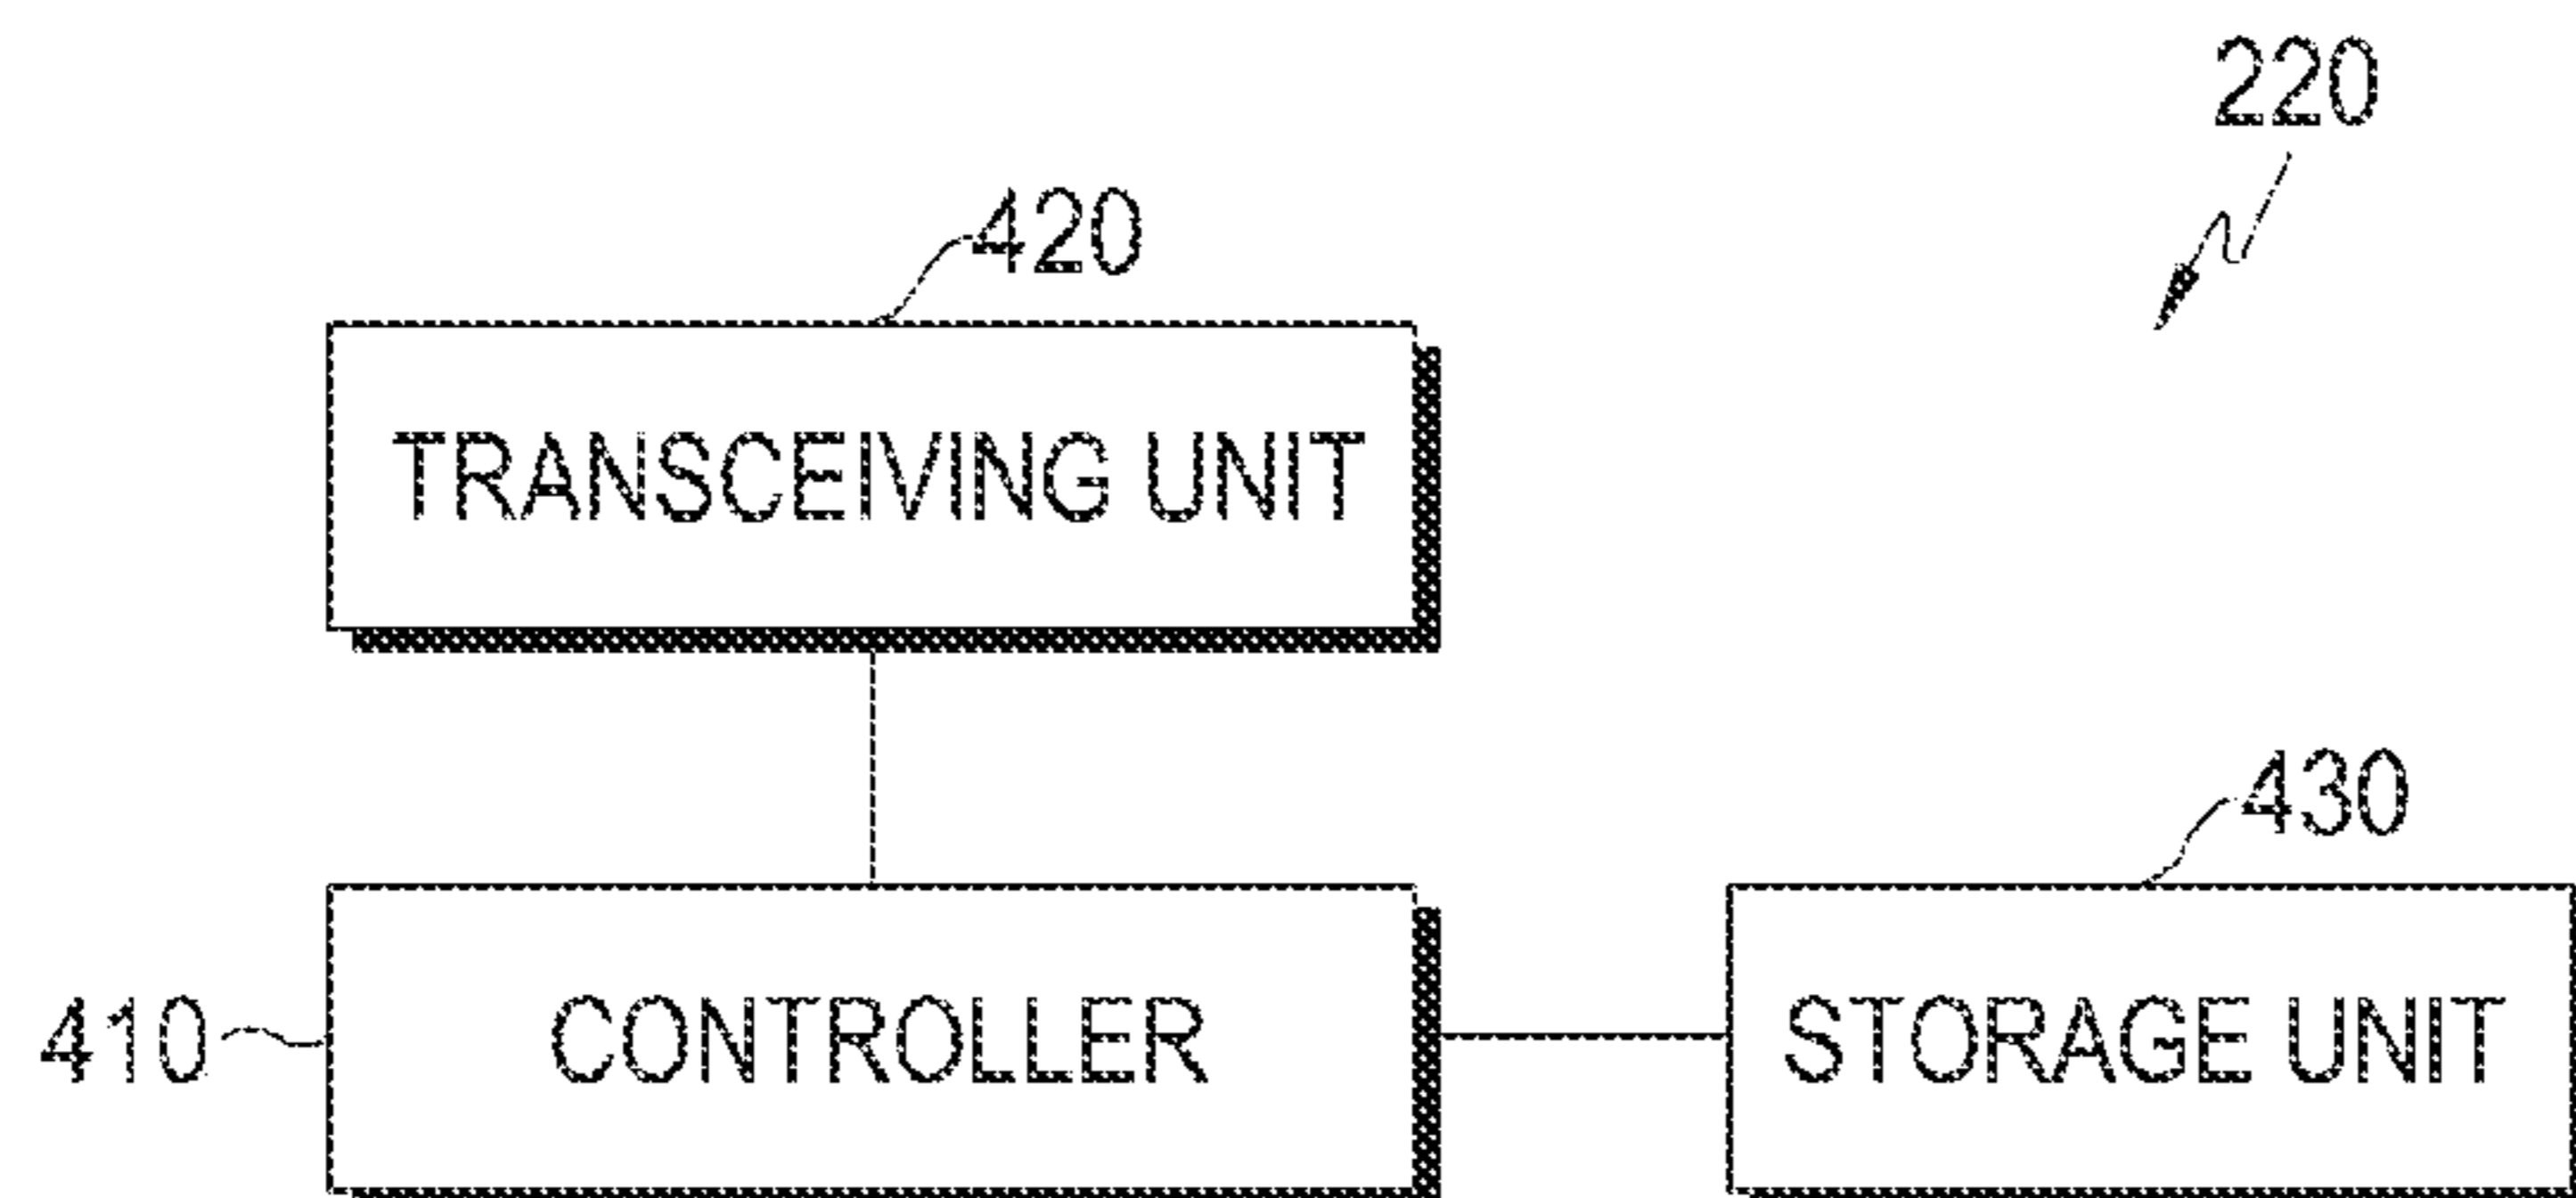 220
420
TRANSCEIVING UNIT
430
410 CONTROLLER STORAGE UNIT